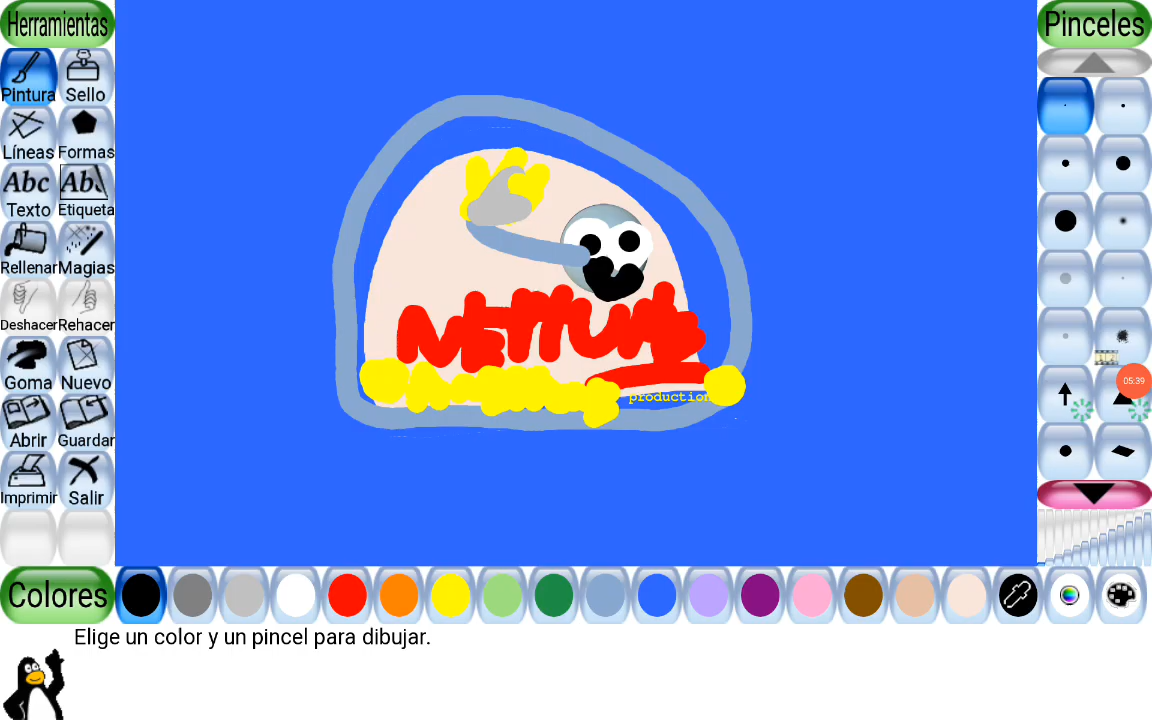 Herramientas
Pinceles
Pintura Sello
Líneas Formas
Abc Abc
Texto Etiqueta
Rellenar Magias
Deshacer Rehacer
Goma Nuevo
Abrir Guardar
Imprimir Salir
production
05:39
Colores
Elige un color y un pincel para dibujar.